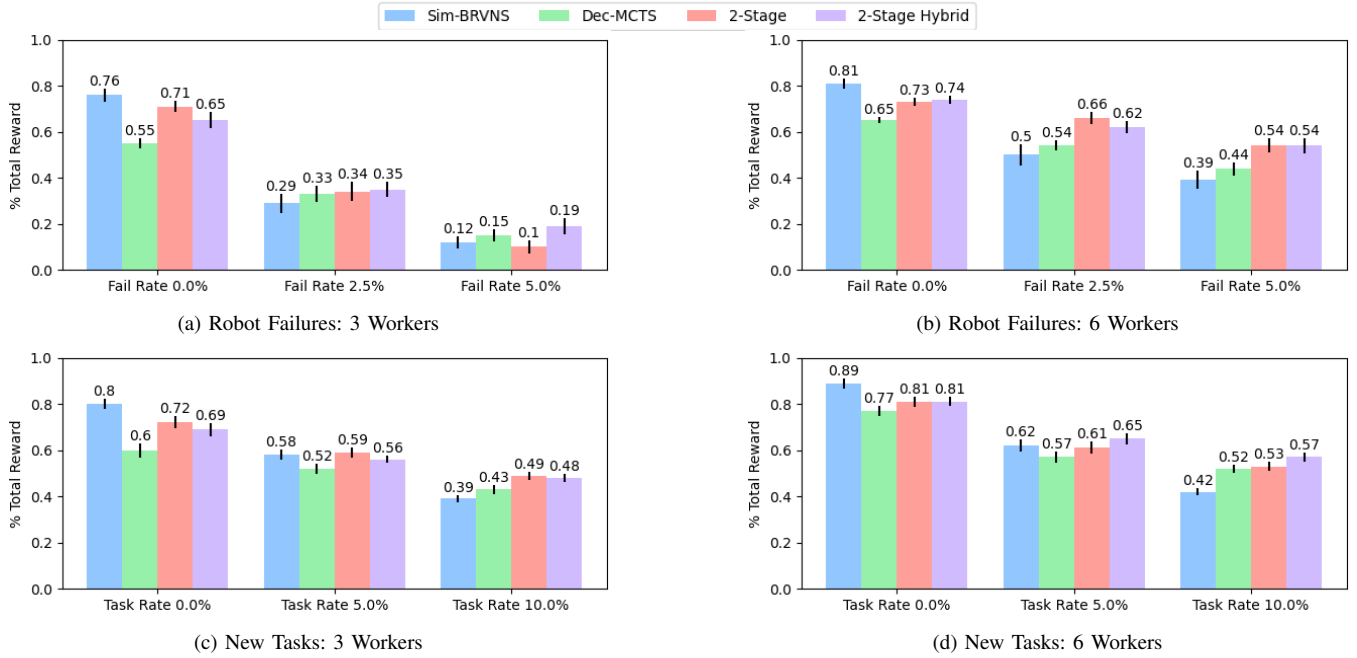 Sim-BRVNS Dec-MCTS 2-Stage 2-Stage Hybrid
% Total Reward
1.0
0.8
0.6
0.4
0.2
0.0
0.76 0.55 0.71 0.65
0.29 0.33 0.34 0.35
0.12 0.15 0.1 0.19
Fail Rate 0.0% Fail Rate 2.5% Fail Rate 5.0%
(a) Robot Failures: 3 Workers
% Total Reward
1.0
0.8
0.6
0.4
0.2
0.0
0.81 0.65 0.73 0.74
0.5 0.54 0.66 0.62
0.39 0.44 0.54 0.54
Fail Rate 0.0% Fail Rate 2.5% Fail Rate 5.0%
(b) Robot Failures: 6 Workers
% Total Reward
1.0
0.8
0.6
0.4
0.2
0.0
0.8 0.6 0.72 0.69
0.58 0.52 0.59 0.56
0.39 0.43 0.49 0.48
Task Rate 0.0% Task Rate 5.0% Task Rate 10.0%
(c) New Tasks: 3 Workers
% Total Reward
1.0
0.8
0.6
0.4
0.2
0.0
0.89 0.77 0.81 0.81
0.62 0.57 0.61 0.65
0.42 0.52 0.53 0.57
Task Rate 0.0% Task Rate 5.0% Task Rate 10.0%
(d) New Tasks: 6 Workers